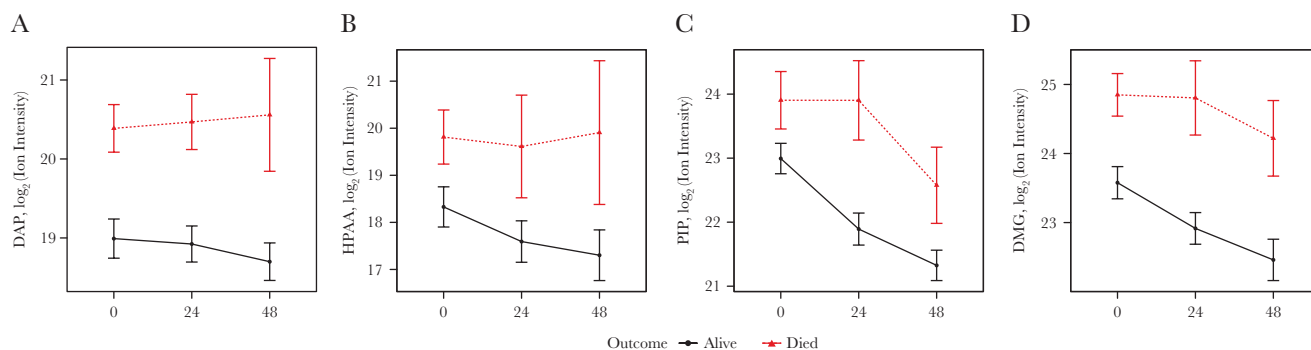 A
DAP, log2 (Ion Intensity)
21
20
19
0 24 48
B
HPAA, log2 (Ion Intensity)
21
20
19
18
17
0 24 48
C
PIP, log2 (Ion Intensity)
24
23
22
21
0 24 48
D
DMG, log2 (Ion Intensity)
25
24
23
0 24 48
Outcome Alive Died